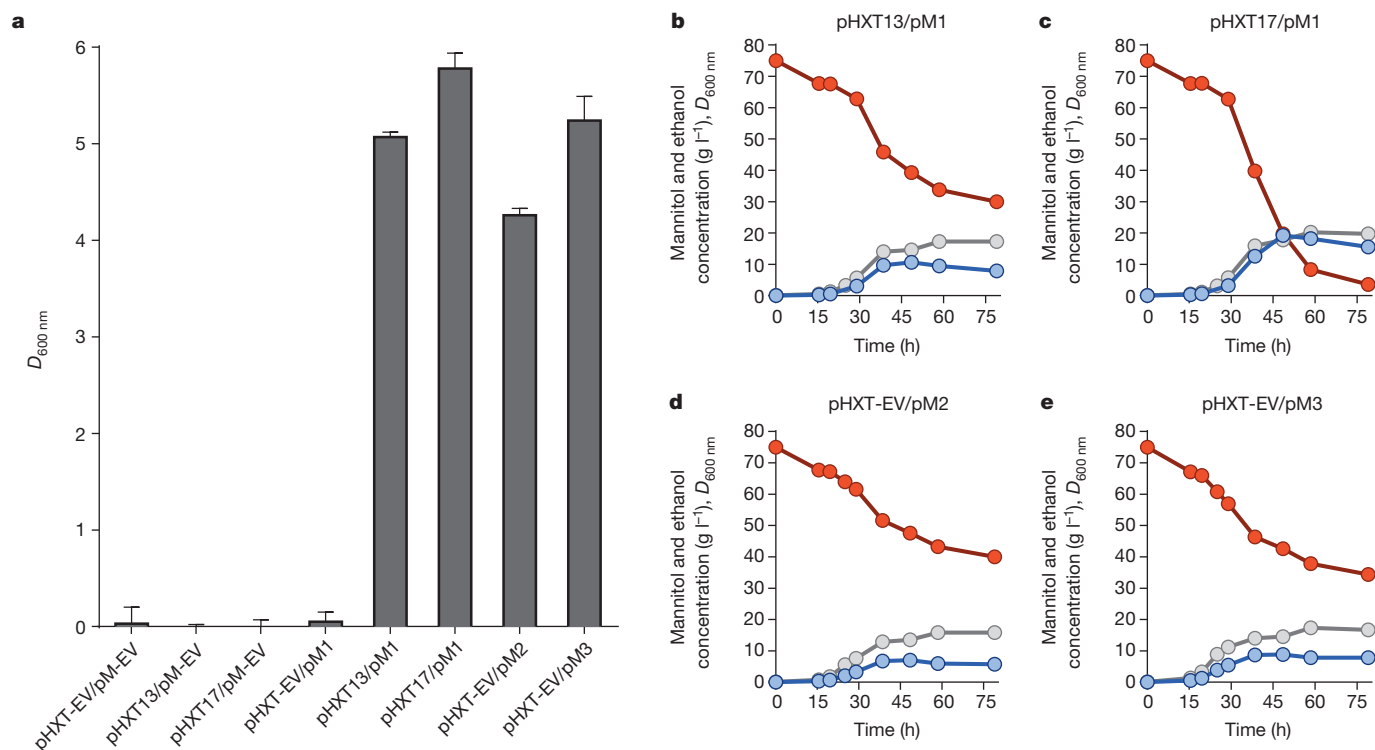 a
6
5
4
3
2
1
0
D600 nm
pHXT-EV/pM-EV
pHXT13/pM-EV
pHXT17/pM-EV
pHXT-EV/pM1
pHXT13/pM1
pHXT17/pM1
pHXT-EV/pM2
pHXT-EV/pM3
b
pHXT13/pM1
Mannitol and ethanol
concentration (g l⁻¹), D600 nm
80
70
60
50
40
30
20
10
0
0 15 30 45 60 75
Time (h)
c
pHXT17/pM1
Mannitol and ethanol
concentration (g l⁻¹), D600 nm
80
70
60
50
40
30
20
10
0
0 15 30 45 60 75
Time (h)
d
pHXT-EV/pM2
Mannitol and ethanol
concentration (g l⁻¹), D600 nm
80
70
60
50
40
30
20
10
0
0 15 30 45 60 75
Time (h)
e
pHXT-EV/pM3
Mannitol and ethanol
concentration (g l⁻¹), D600 nm
80
70
60
50
40
30
20
10
0
0 15 30 45 60 75
Time (h)